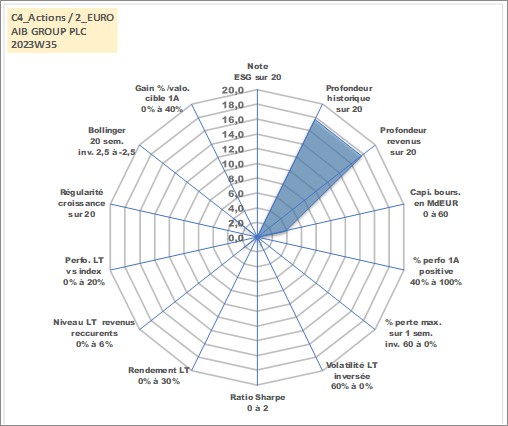 C4_Actions / 2_EURO
AIB GROUP PLC
2023W35
Note
ESG sur 20
Profondeur
historique
sur 20
Profondeur
revenus
sur 20
Capi. bours.
en MdEUR
0 à 60
% perfo 1A
positive
40% à 100%
% perte max.
sur 1 sem.
inv. 60 à 0%
Volatilité LT
inversée
60% à 0%
Ratio Sharpe
0 à 2
Rendement LT
0% à 30%
Niveau LT revenus
reccurents
0% à 6%
Perfo. LT
vs index
0% à 20%
Régularité
croissance
sur 20
Bollinger
20 sem.
inv. 2,5 à -2,5
Gain % /valo.
cible 1A
0% à 40%
20,0
18,0
16,0
14,0
12,0
10,0
8,0
6,0
4,0
2,0
0,0